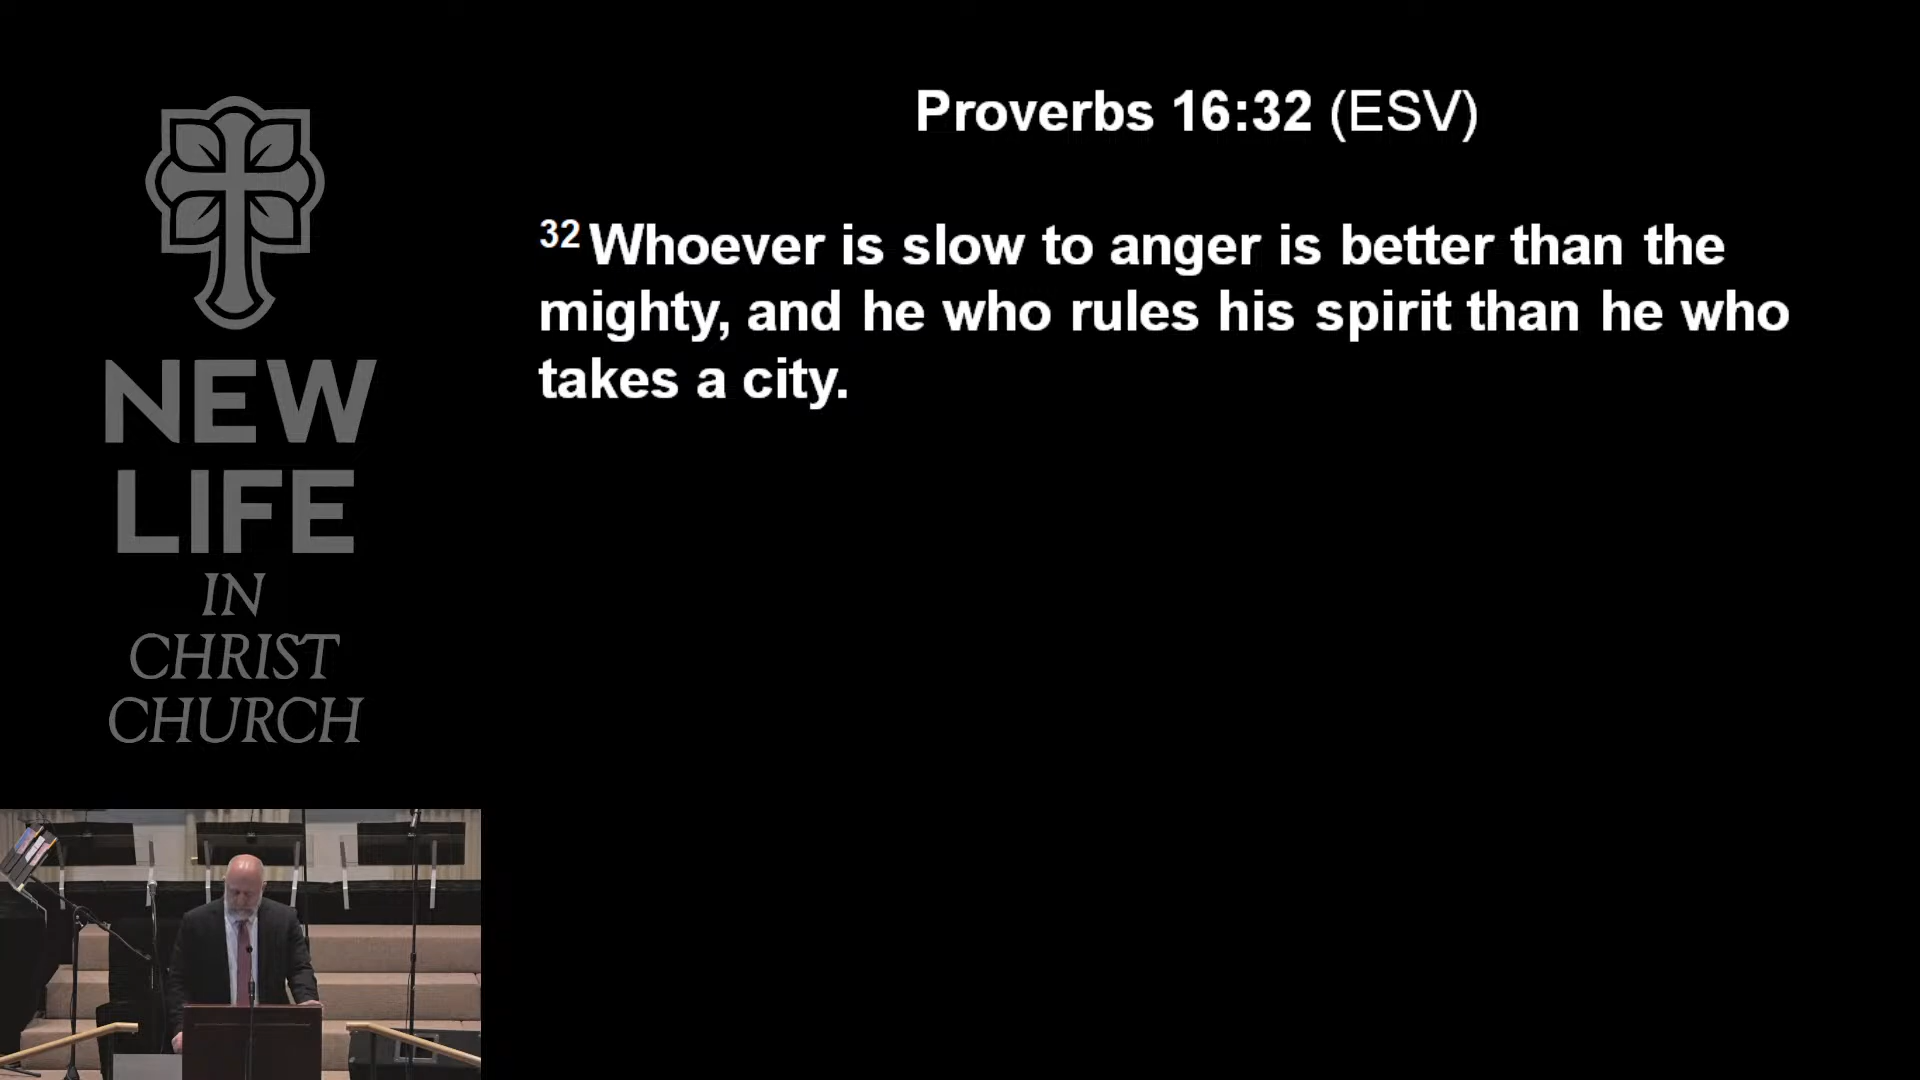 NEW
LIFE
IN
CHRIST
CHURCH
Proverbs 16:32 (ESV)
32 Whoever is slow to anger is better than the
mighty, and he who rules his spirit than he who
takes a city.